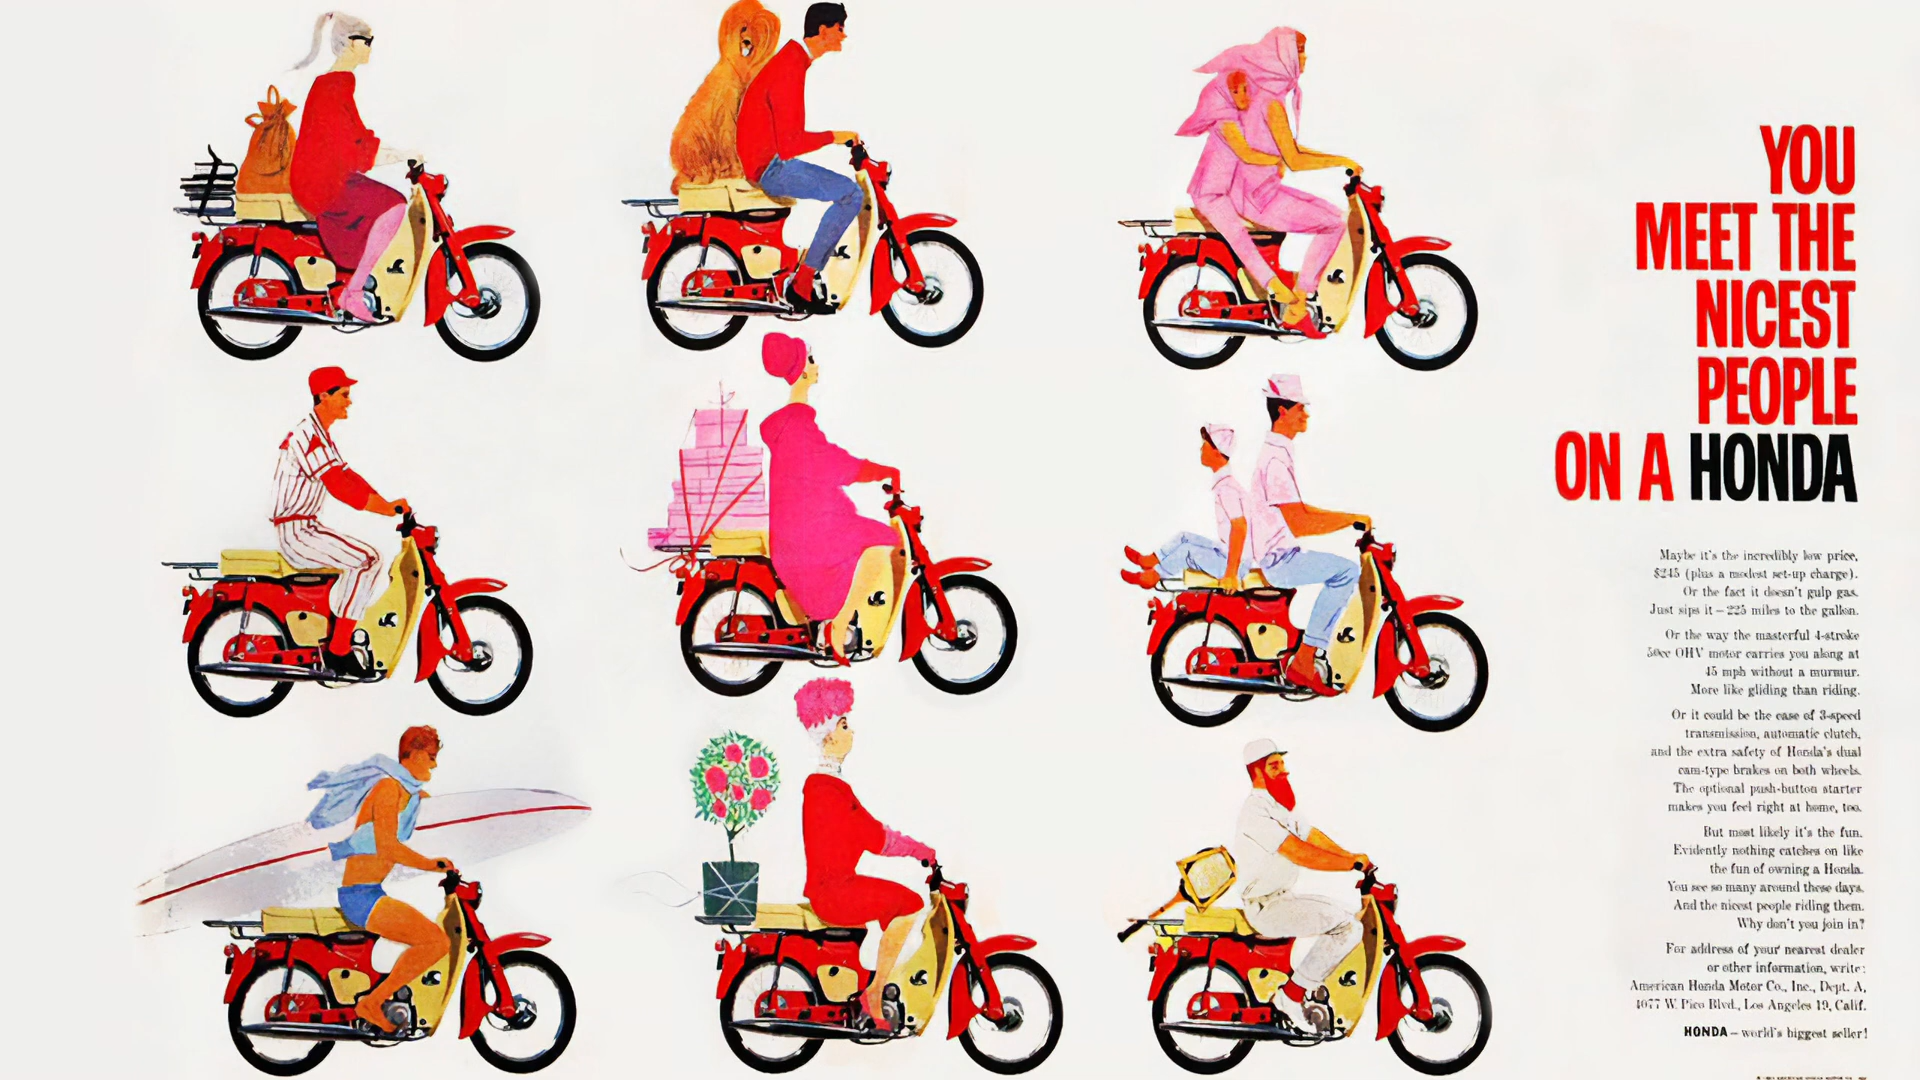 YOU
MEET THE
NICEST
PEOPLE
ON A HONDA
Maybe it's the incredibly low price,
$245 (plus a modest set-up charge).
Or the fact it doesn't gulp gas.
Just sips it—225 miles to the gallon.
Or the way the masterful 4-stroke
50cc OHV motor carries you along at
45 mph without a murmur.
More like gliding than riding.
Or it could be the ease of 3-speed
transmission, automatic clutch,
and the extra safety of Honda's dual
cam-type brakes on both wheels.
The optional push-button starter
makes you feel right at home, too.
But most likely it's the fun.
Evidently nothing catches on like
the fun of owning a Honda.
You see so many around these days.
And the nicest people riding them.
Why don't you join in?
For address of your nearest dealer
or other information, write:
American Honda Motor Co., Inc., Dept. A,
4077 W. Pico Blvd., Los Angeles 19, Calif.
HONDA—world's biggest seller!